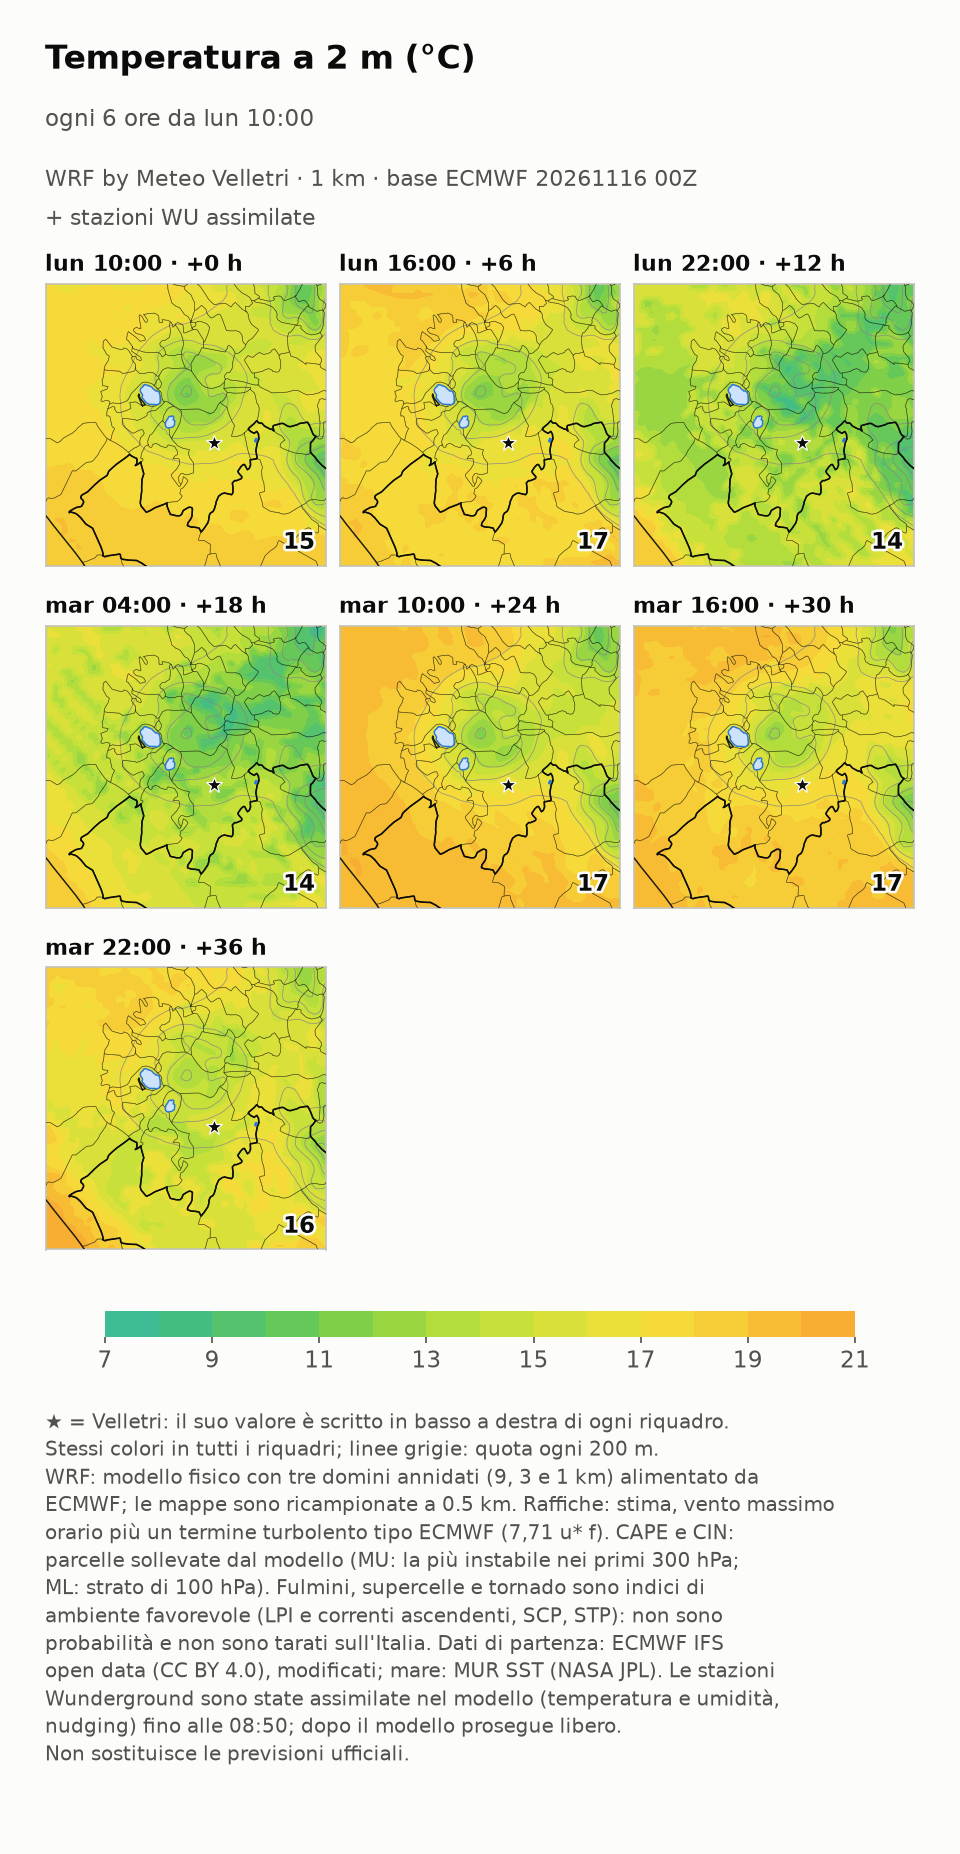 Temperatura a 2 m (°C)
ogni 6 ore da lun 10:00
WRF by Meteo Velletri · 1 km · base ECMWF 20261116 00Z
+ stazioni WU assimilate
lun 10:00 · +0 h
lun 16:00 · +6 h
lun 22:00 · +12 h
15
17
14
mar 04:00 · +18 h
mar 10:00 · +24 h
mar 16:00 · +30 h
14
17
17
mar 22:00 · +36 h
16
7 9 11 13 15 17 19 21
★ = Velletri: il suo valore è scritto in basso a destra di ogni riquadro.
Stessi colori in tutti i riquadri; linee grigie: quota ogni 200 m.
WRF: modello fisico con tre domini annidati (9, 3 e 1 km) alimentato da
ECMWF; le mappe sono ricampionate a 0.5 km. Raffiche: stima, vento massimo
orario più un termine turbolento tipo ECMWF (7,71 u* f). CAPE e CIN:
parcelle sollevate dal modello (MU: la più instabile nei primi 300 hPa;
ML: strato di 100 hPa). Fulmini, supercelle e tornado sono indici di
ambiente favorevole (LPI e correnti ascendenti, SCP, STP): non sono
probabilità e non sono tarati sull'Italia. Dati di partenza: ECMWF IFS
open data (CC BY 4.0), modificati; mare: MUR SST (NASA JPL). Le stazioni
Wunderground sono state assimilate nel modello (temperatura e umidità,
nudging) fino alle 08:50; dopo il modello prosegue libero.
Non sostituisce le previsioni ufficiali.